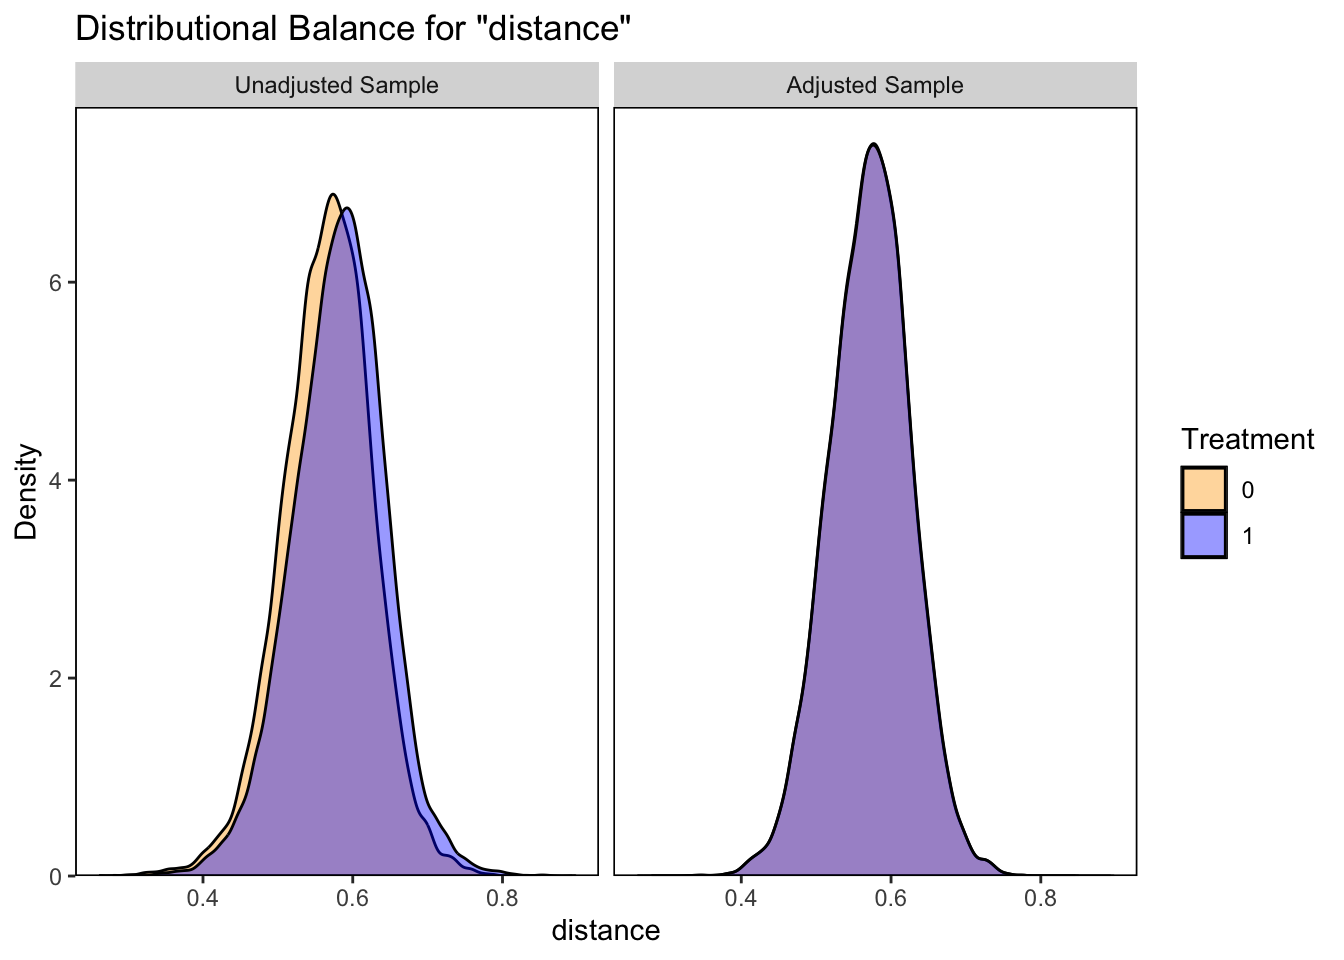 Distributional Balance for "distance"
Unadjusted Sample
Adjusted Sample
Density
6
4
2
0
0.4
0.6
0.8
0.4
0.6
0.8
distance
Treatment
0
1